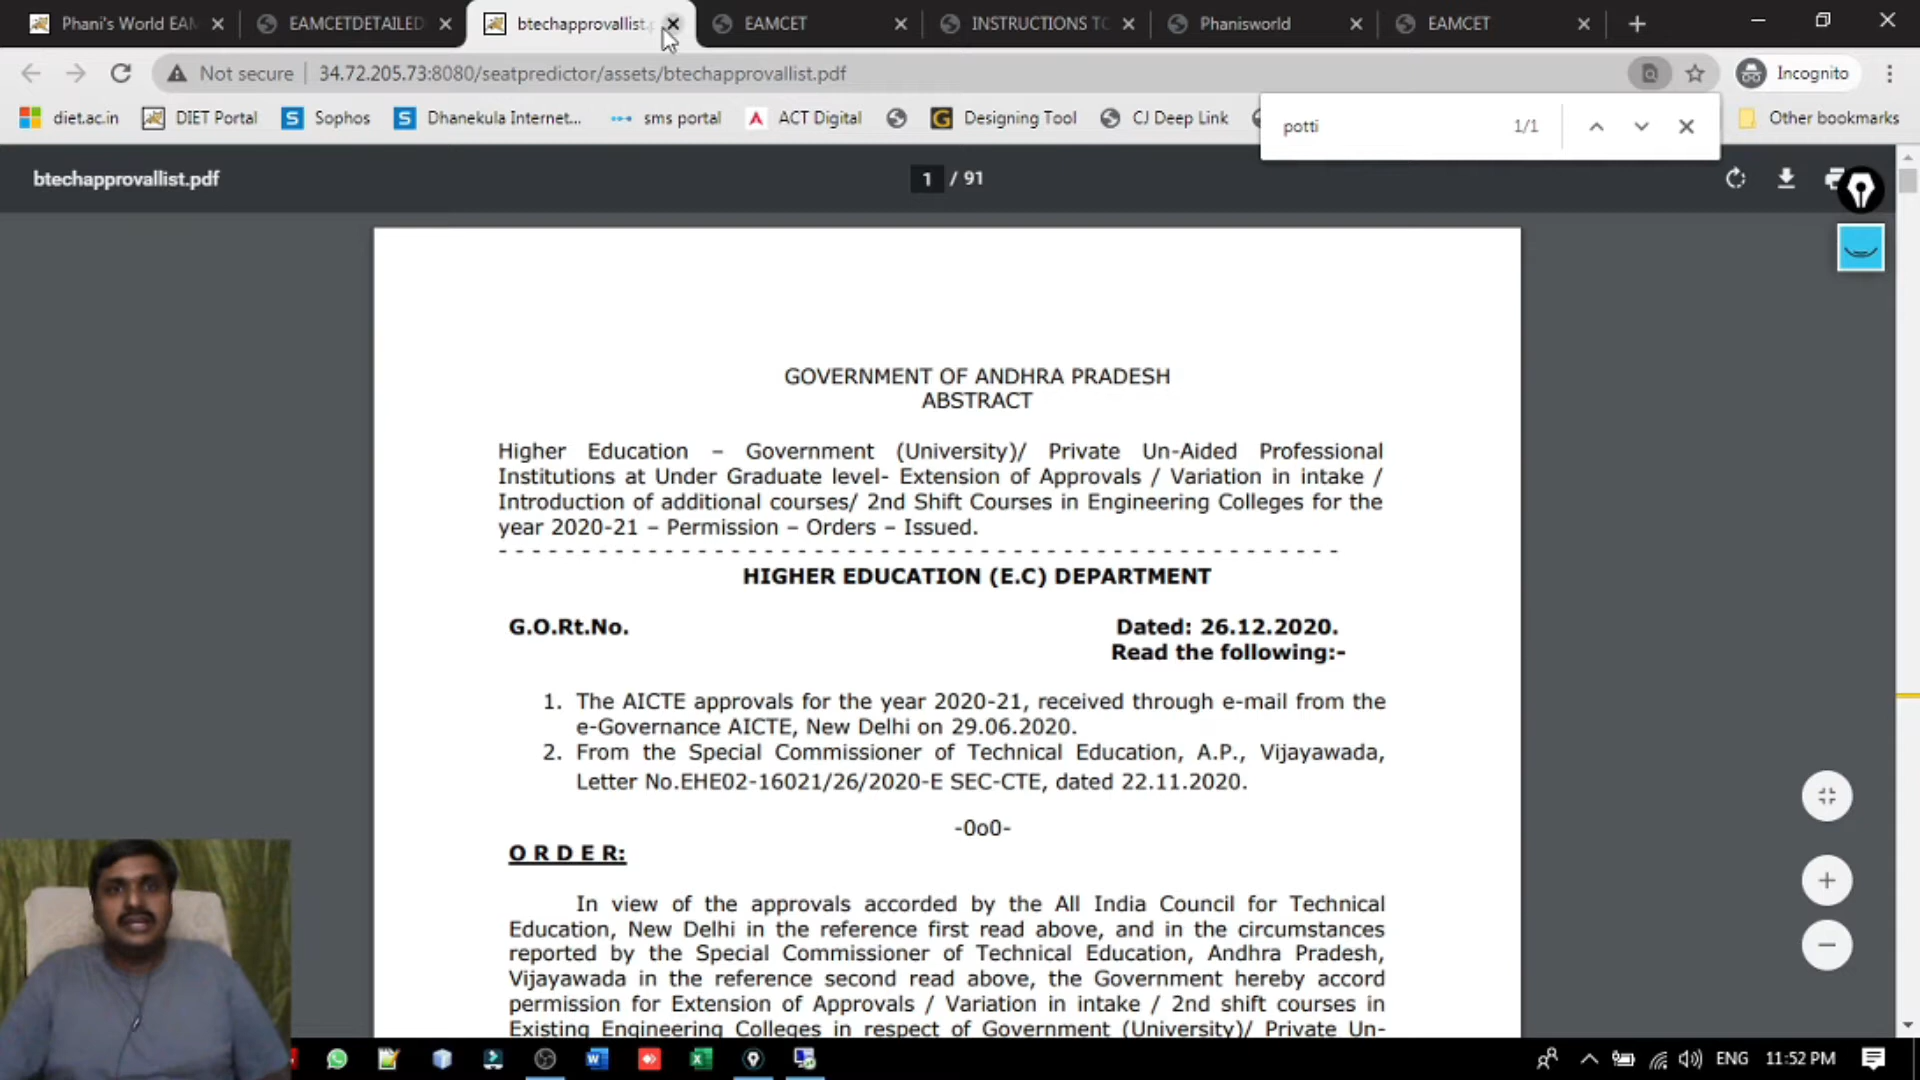 Phani's World EAM
EAMCETDETAILED
btechapprovallist.
EAMCET
INSTRUCTIONS TO
Phanisworld
EAMCET
Not secure
34.72.205.73:8080/seatpredictor/assets/btechapprovallist.pdf
Incognito
diet.ac.in
DIET Portal
Sophos
Dhanekula Internet...
sms portal
ACT Digital
Designing Tool
CJ Deep Link
Other bookmarks
potti
1/1
btechapprovallist.pdf
1 / 91
GOVERNMENT OF ANDHRA PRADESH
ABSTRACT
Higher Education – Government (University)/ Private Un-Aided Professional
Institutions at Under Graduate level- Extension of Approvals / Variation in intake /
Introduction of additional courses/ 2nd Shift Courses in Engineering Colleges for the
year 2020-21 – Permission – Orders – Issued.
- - - - - - - - - - - - - - - - - - - - - - - - - - - - - - - - - - - - - - - - - - - - - - - - - - - - -
HIGHER EDUCATION (E.C) DEPARTMENT
G.O.Rt.No.
Dated: 26.12.2020.
Read the following:-
1. The AICTE approvals for the year 2020-21, received through e-mail from the
e-Governance AICTE, New Delhi on 29.06.2020.
2. From the Special Commissioner of Technical Education, A.P., Vijayawada,
Letter No.EHE02-16021/26/2020-E SEC-CTE, dated 22.11.2020.
-0o0-
O R D E R:
In view of the approvals accorded by the All India Council for Technical
Education, New Delhi in the reference first read above, and in the circumstances
reported by the Special Commissioner of Technical Education, Andhra Pradesh,
Vijayawada in the reference second read above, the Government hereby accord
permission for Extension of Approvals / Variation in intake / 2nd shift courses in
Existing Engineering Colleges in respect of Government (University)/ Private Un-
ENG
11:52 PM